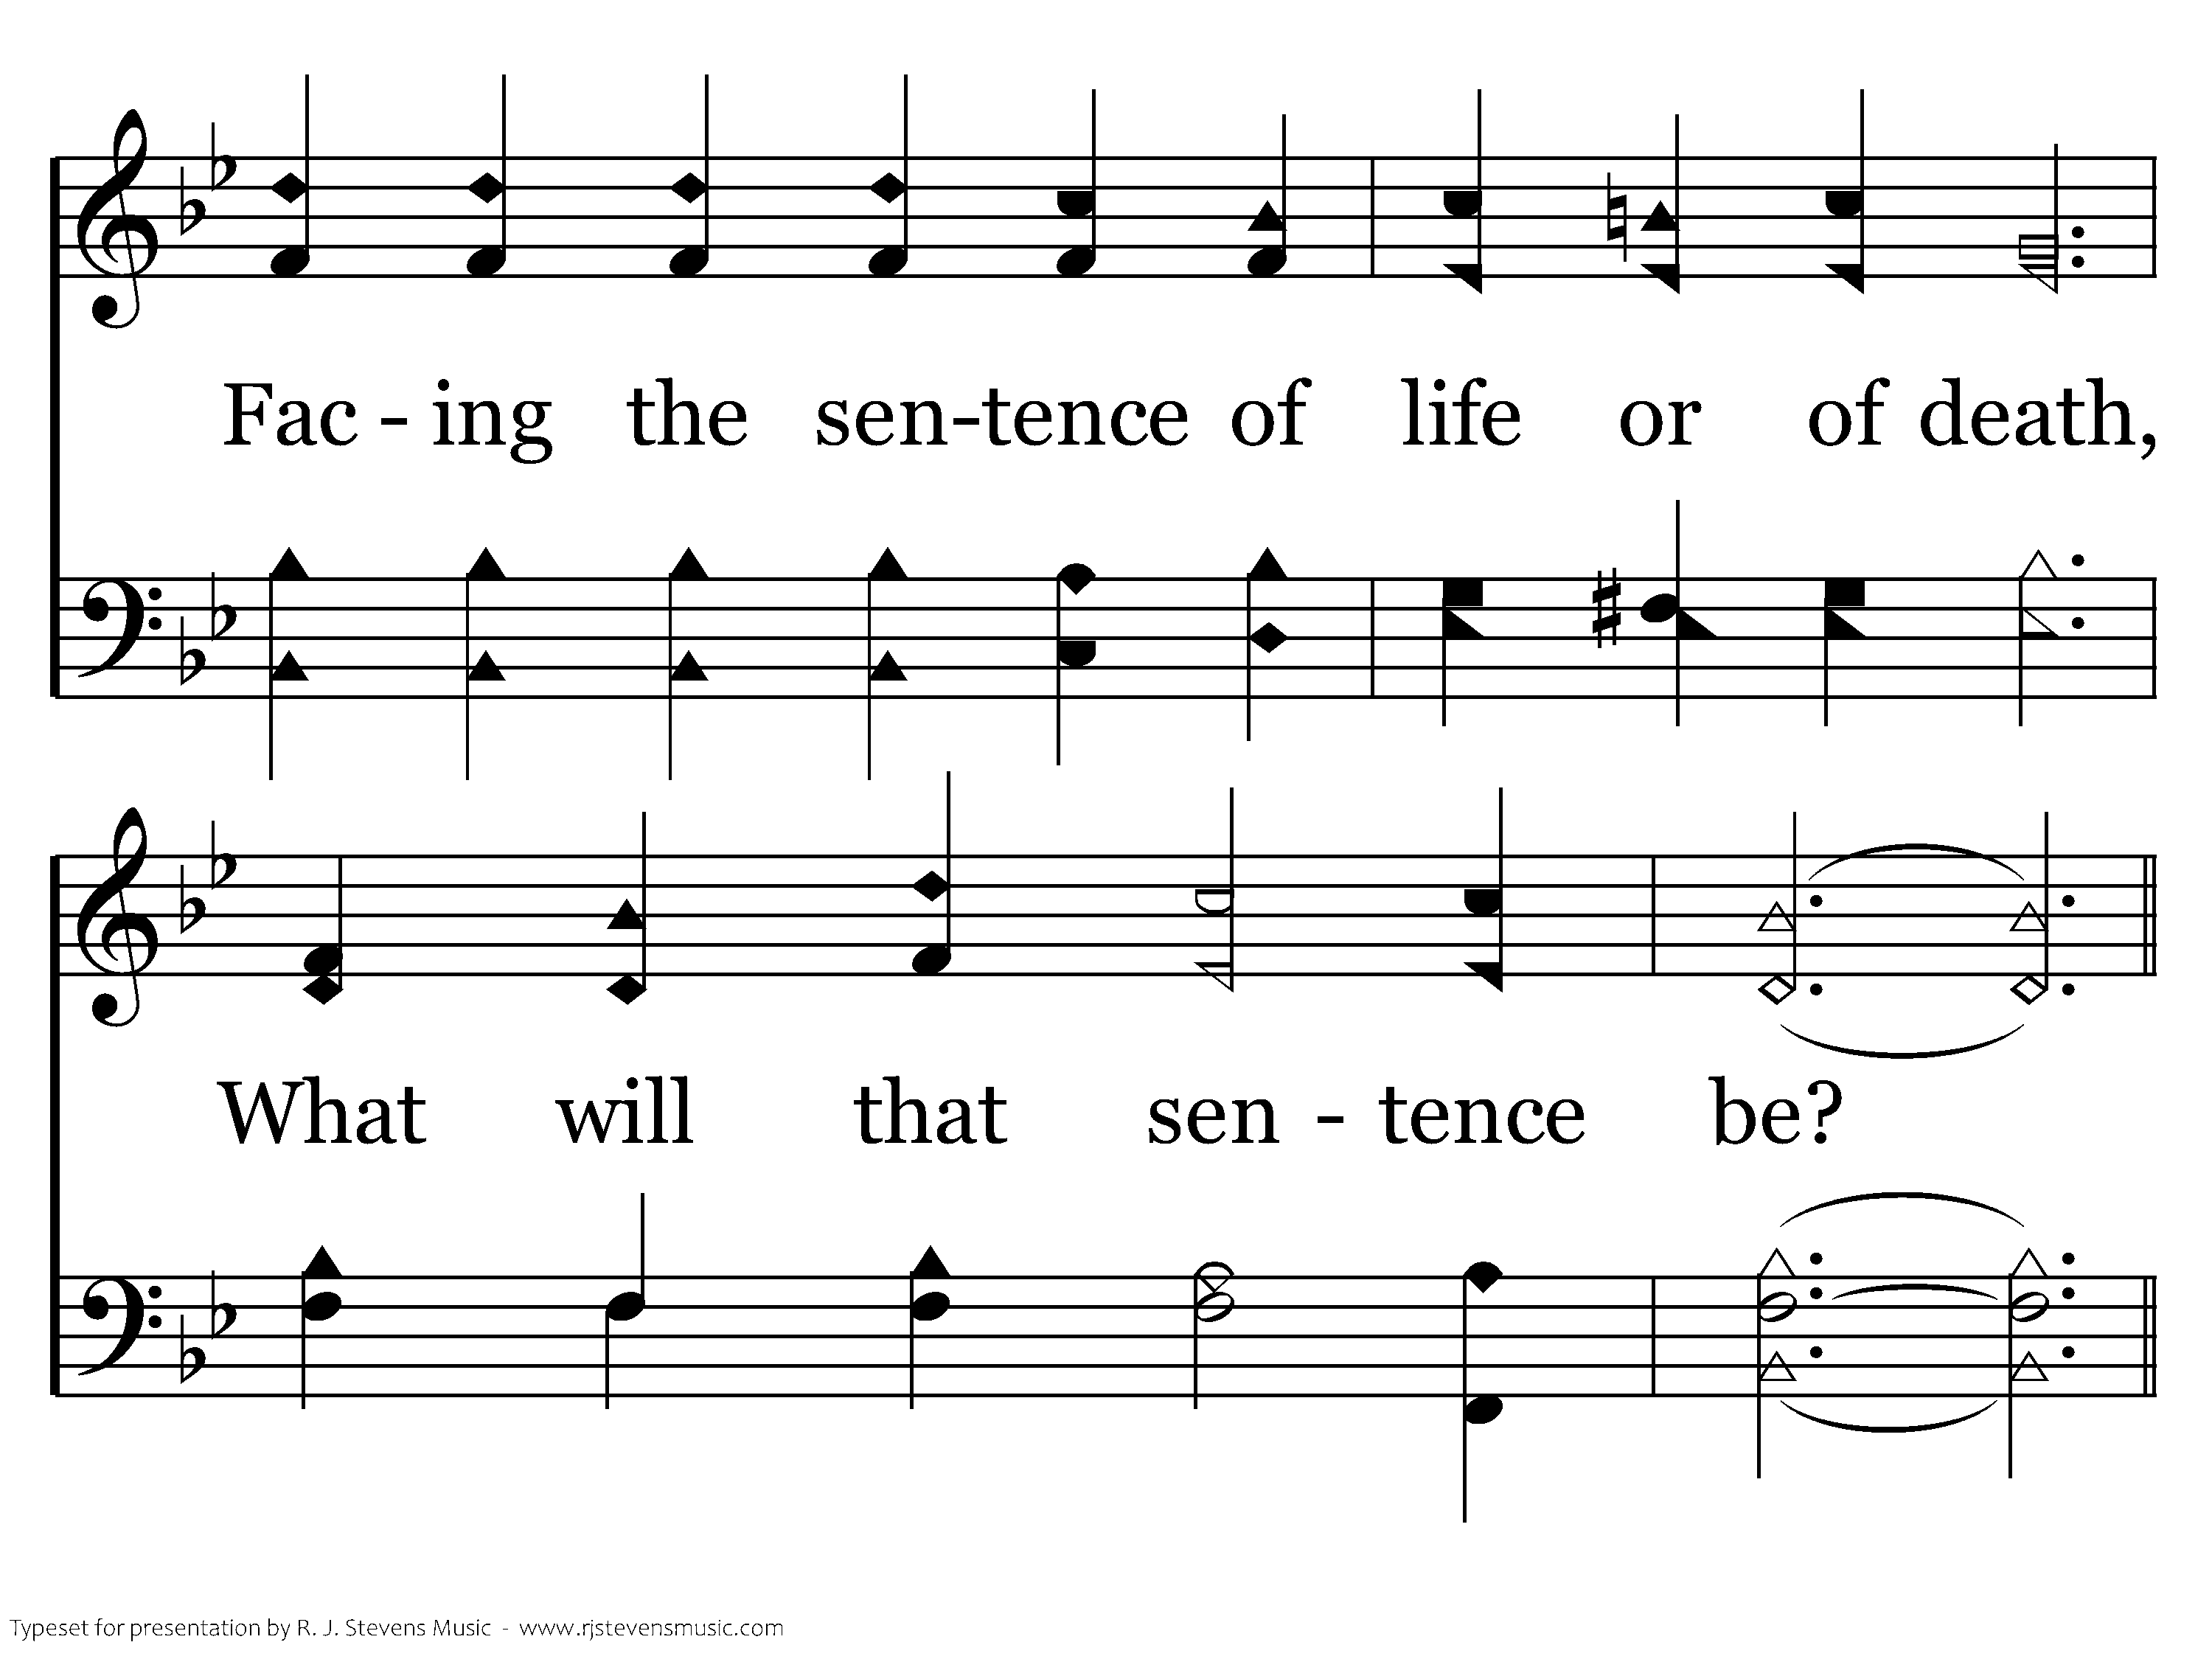 Fac - ing the sen-tence of life or of death,
What will that sen - tence be?
Typeset for presentation by R. J. Stevens Music - www.rjstevensmusic.com